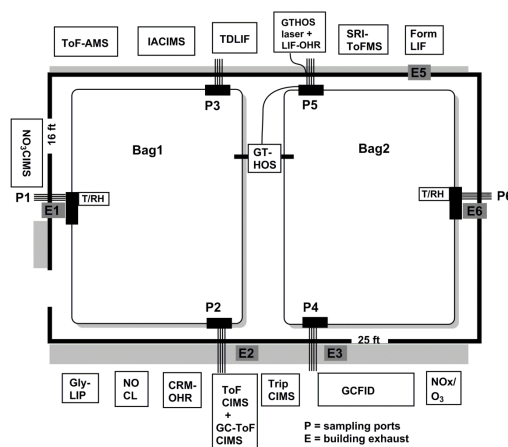 GTHOS
laser +
LIF-OHR
ToF-AMS
IACIMS
TDLIF
SRI-
ToFMS
Form
LIF
E5
P3
P5
NO₃CIMS
16 ft
Bag1
GT-
HOS
Bag2
P1
T/RH
E1
T/RH
P6
E6
P2
P4
25 ft
E2
E3
Gly-
LIP
NO
CL
CRM-
OHR
ToF
CIMS
+
GC-ToF
CIMS
Trip
CIMS
GCFID
NOx/
O₃
P = sampling ports
E = building exhaust